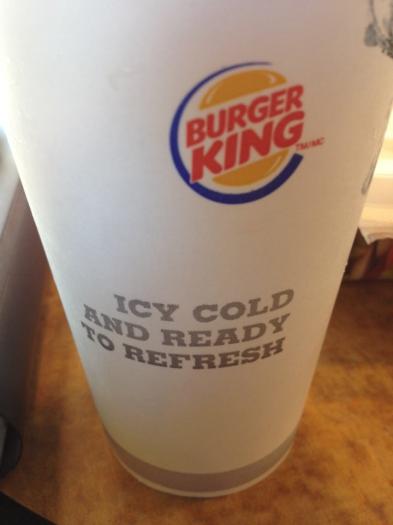 BURGER
KING TM/MC
ICY COLD
AND READY
TO REFRESH